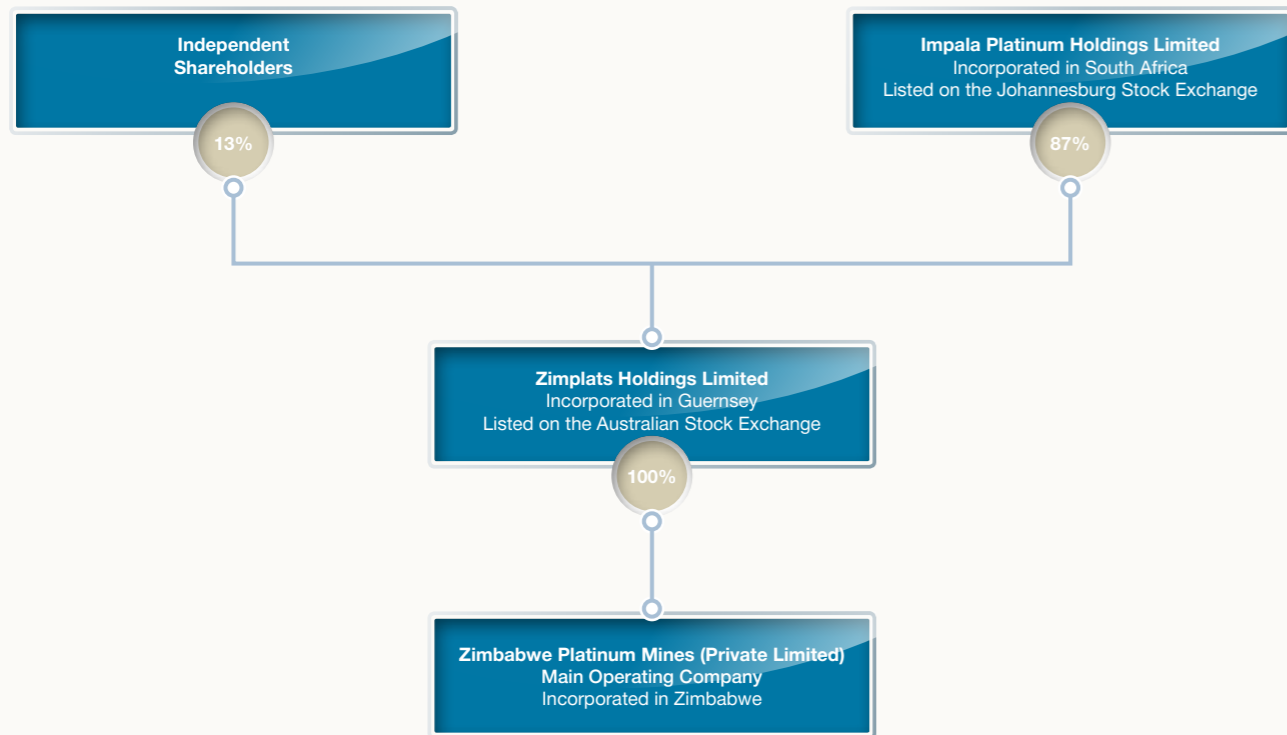 Independent
Shareholders
13%
Impala Platinum Holdings Limited
Incorporated in South Africa
Listed on the Johannesburg Stock Exchange
87%
Zimplats Holdings Limited
Incorporated in Guernsey
Listed on the Australian Stock Exchange
100%
Zimbabwe Platinum Mines (Private Limited)
Main Operating Company
Incorporated in Zimbabwe